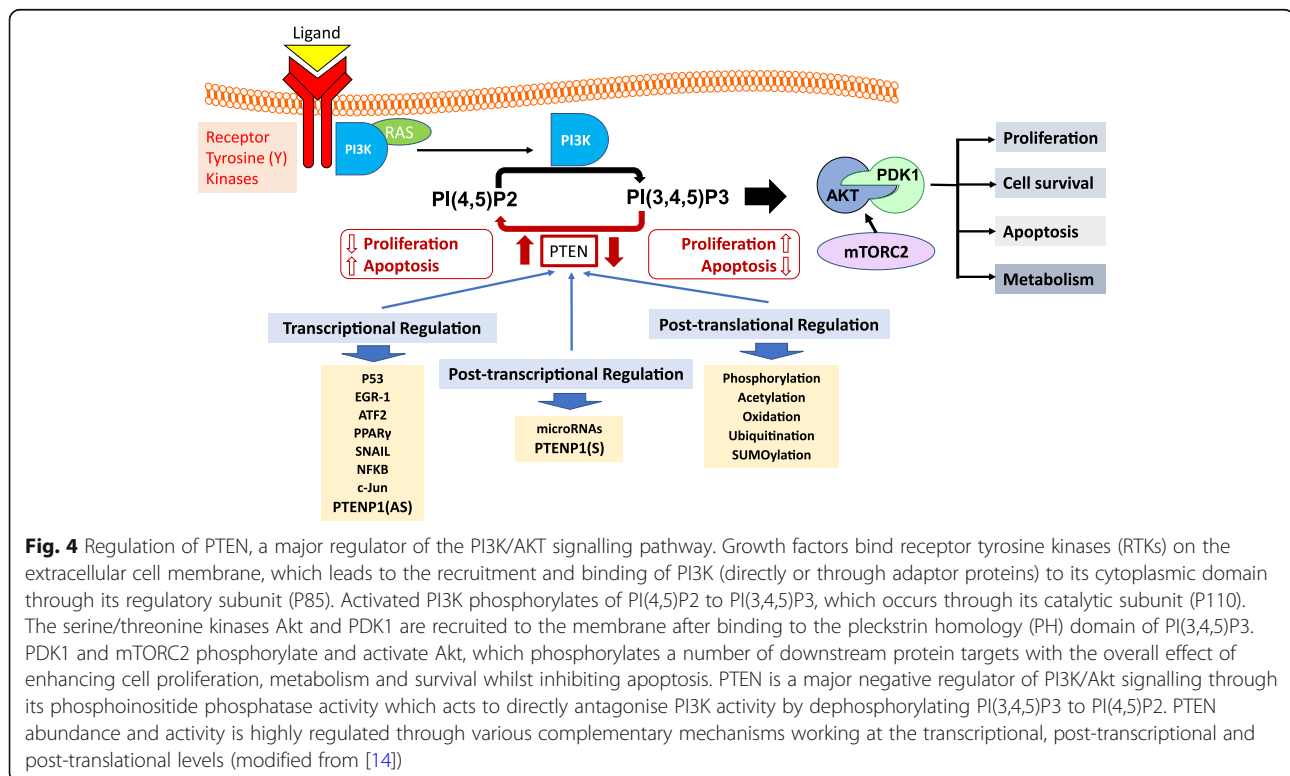 Ligand
Receptor
Tyrosine (Y)
Kinases
PI3K
RAS
PI3K
PI(4,5)P2
PI(3,4,5)P3
AKT
PDK1
mTORC2
Proliferation
Cell survival
Apoptosis
Metabolism
⇩ Proliferation
⇧ Apoptosis
PTEN
Proliferation ⇧
Apoptosis ⇩
Transcriptional Regulation
P53
EGR-1
ATF2
PPARγ
SNAIL
NFKB
c-Jun
PTENP1(AS)
Post-transcriptional Regulation
microRNAs
PTENP1(S)
Post-translational Regulation
Phosphorylation
Acetylation
Oxidation
Ubiquitination
SUMOylation
Fig. 4 Regulation of PTEN, a major regulator of the PI3K/AKT signalling pathway. Growth factors bind receptor tyrosine kinases (RTKs) on the
extracellular cell membrane, which leads to the recruitment and binding of PI3K (directly or through adaptor proteins) to its cytoplasmic domain
through its regulatory subunit (P85). Activated PI3K phosphorylates of PI(4,5)P2 to PI(3,4,5)P3, which occurs through its catalytic subunit (P110).
The serine/threonine kinases Akt and PDK1 are recruited to the membrane after binding to the pleckstrin homology (PH) domain of PI(3,4,5)P3.
PDK1 and mTORC2 phosphorylate and activate Akt, which phosphorylates a number of downstream protein targets with the overall effect of
enhancing cell proliferation, metabolism and survival whilst inhibiting apoptosis. PTEN is a major negative regulator of PI3K/Akt signalling through
its phosphoinositide phosphatase activity which acts to directly antagonise PI3K activity by dephosphorylating PI(3,4,5)P3 to PI(4,5)P2. PTEN
abundance and activity is highly regulated through various complementary mechanisms working at the transcriptional, post-transcriptional and
post-translational levels (modified from [14])